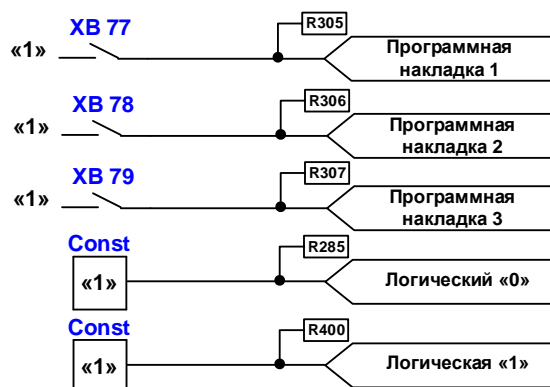 XB 77
R305
«1»
Программная
накладка 1
XB 78
R306
«1»
Программная
накладка 2
XB 79
R307
«1»
Программная
накладка 3
Const
R285
«1»
Логический «0»
Const
R400
«1»
Логическая «1»